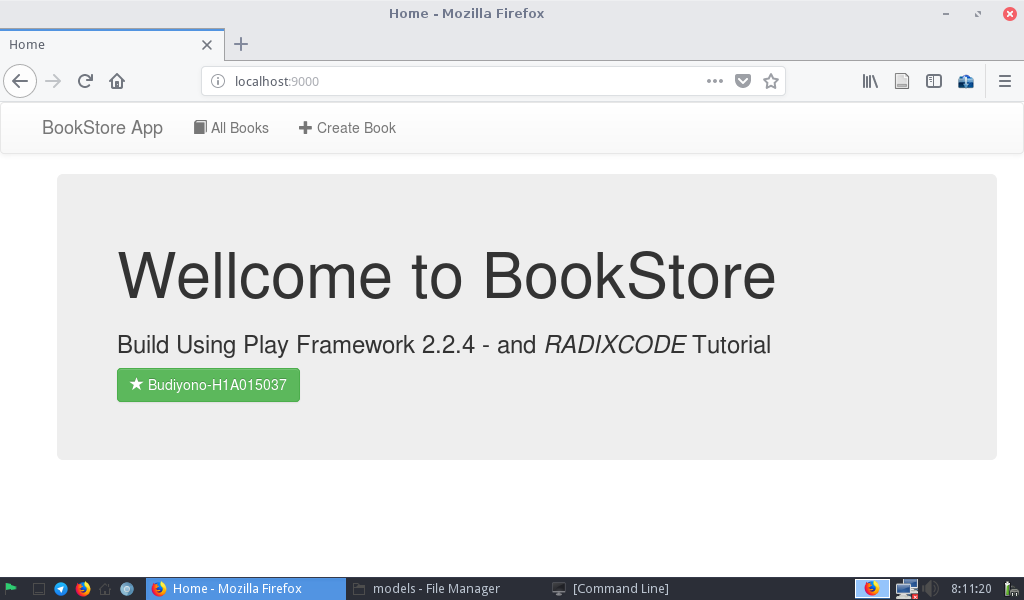 Home - Mozilla Firefox
Home
localhost:9000
BookStore App All Books Create Book
Wellcome to BookStore
Build Using Play Framework 2.2.4 - and RADIXCODE Tutorial
Budiyono-H1A015037
Home - Mozilla Firefox models - File Manager [Command Line] 8:11:20